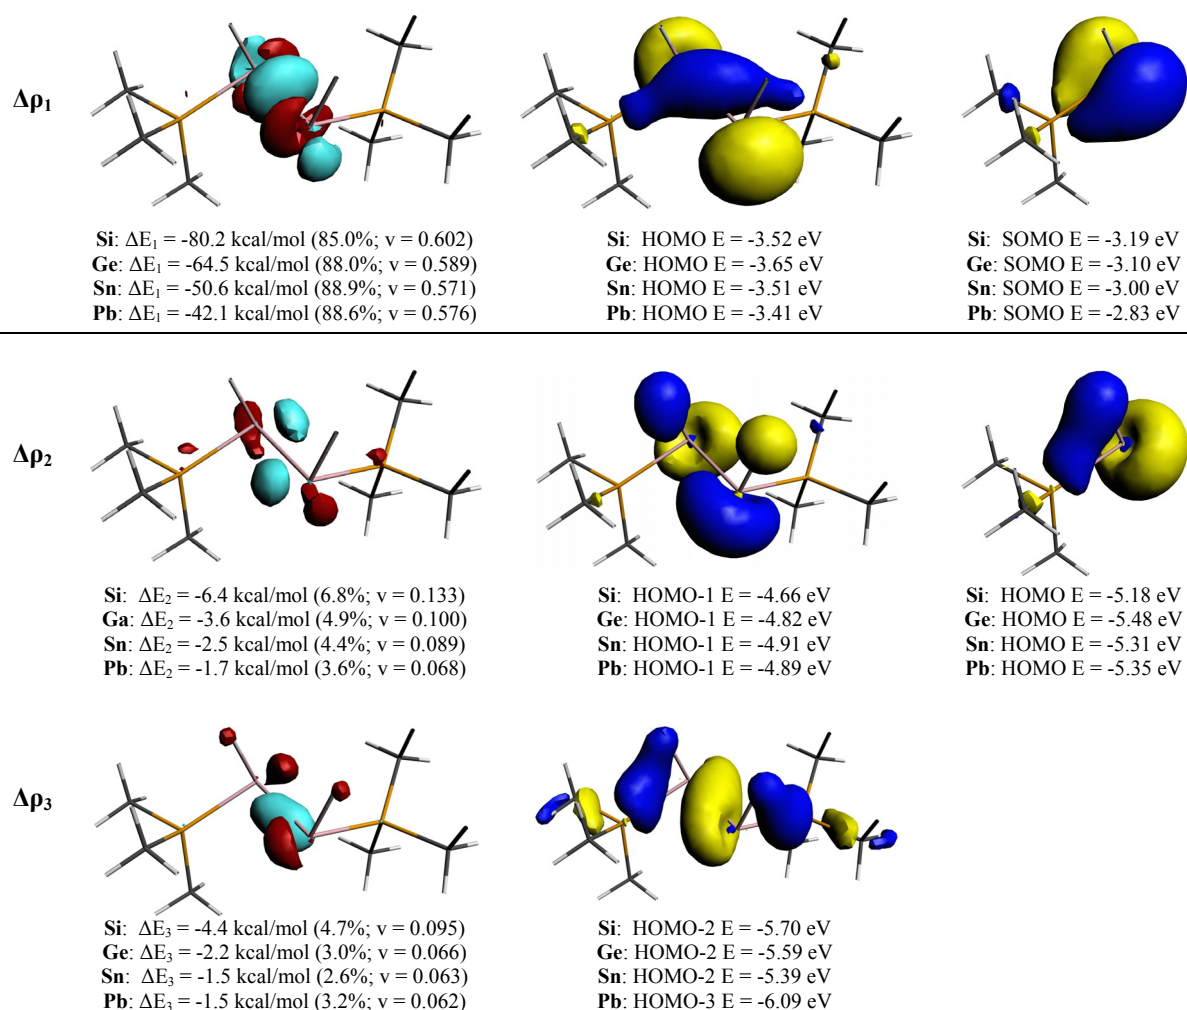 Δρ₁
Si: ΔE₁ = -80.2 kcal/mol (85.0%; v = 0.602)
Ge: ΔE₁ = -64.5 kcal/mol (88.0%; v = 0.589)
Sn: ΔE₁ = -50.6 kcal/mol (88.9%; v = 0.571)
Pb: ΔE₁ = -42.1 kcal/mol (88.6%; v = 0.576)
Si: HOMO E = -3.52 eV
Ge: HOMO E = -3.65 eV
Sn: HOMO E = -3.51 eV
Pb: HOMO E = -3.41 eV
Si: SOMO E = -3.19 eV
Ge: SOMO E = -3.10 eV
Sn: SOMO E = -3.00 eV
Pb: SOMO E = -2.83 eV
Δρ₂
Si: ΔE₂ = -6.4 kcal/mol (6.8%; v = 0.133)
Ga: ΔE₂ = -3.6 kcal/mol (4.9%; v = 0.100)
Sn: ΔE₂ = -2.5 kcal/mol (4.4%; v = 0.089)
Pb: ΔE₂ = -1.7 kcal/mol (3.6%; v = 0.068)
Si: HOMO-1 E = -4.66 eV
Ge: HOMO-1 E = -4.82 eV
Sn: HOMO-1 E = -4.91 eV
Pb: HOMO-1 E = -4.89 eV
Si: HOMO E = -5.18 eV
Ge: HOMO E = -5.48 eV
Sn: HOMO E = -5.31 eV
Pb: HOMO E = -5.35 eV
Δρ₃
Si: ΔE₃ = -4.4 kcal/mol (4.7%; v = 0.095)
Ge: ΔE₃ = -2.2 kcal/mol (3.0%; v = 0.066)
Sn: ΔE₃ = -1.5 kcal/mol (2.6%; v = 0.063)
Pb: ΔE₃ = -1.5 kcal/mol (3.2%; v = 0.062)
Si: HOMO-2 E = -5.70 eV
Ge: HOMO-2 E = -5.59 eV
Sn: HOMO-2 E = -5.39 eV
Pb: HOMO-3 E = -6.09 eV